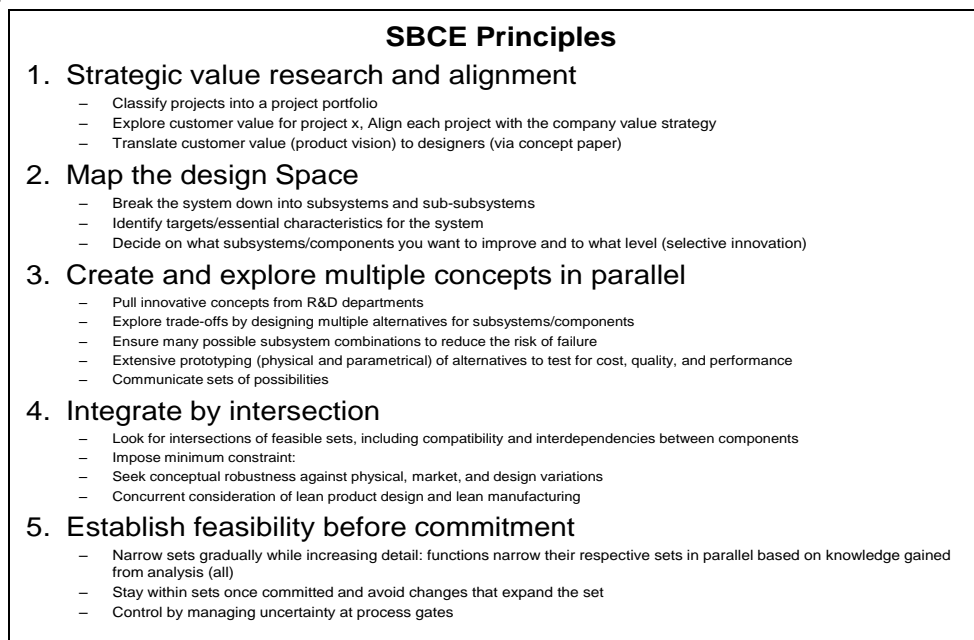 SBCE Principles
1. Strategic value research and alignment
– Classify projects into a project portfolio
– Explore customer value for project x, Align each project with the company value strategy
– Translate customer value (product vision) to designers (via concept paper)
2. Map the design Space
– Break the system down into subsystems and sub-subsystems
– Identify targets/essential characteristics for the system
– Decide on what subsystems/components you want to improve and to what level (selective innovation)
3. Create and explore multiple concepts in parallel
– Pull innovative concepts from R&D departments
– Explore trade-offs by designing multiple alternatives for subsystems/components
– Ensure many possible subsystem combinations to reduce the risk of failure
– Extensive prototyping (physical and parametrical) of alternatives to test for cost, quality, and performance
– Communicate sets of possibilities
4. Integrate by intersection
– Look for intersections of feasible sets, including compatibility and interdependencies between components
– Impose minimum constraint:
– Seek conceptual robustness against physical, market, and design variations
– Concurrent consideration of lean product design and lean manufacturing
5. Establish feasibility before commitment
– Narrow sets gradually while increasing detail: functions narrow their respective sets in parallel based on knowledge gained
from analysis (all)
– Stay within sets once committed and avoid changes that expand the set
– Control by managing uncertainty at process gates